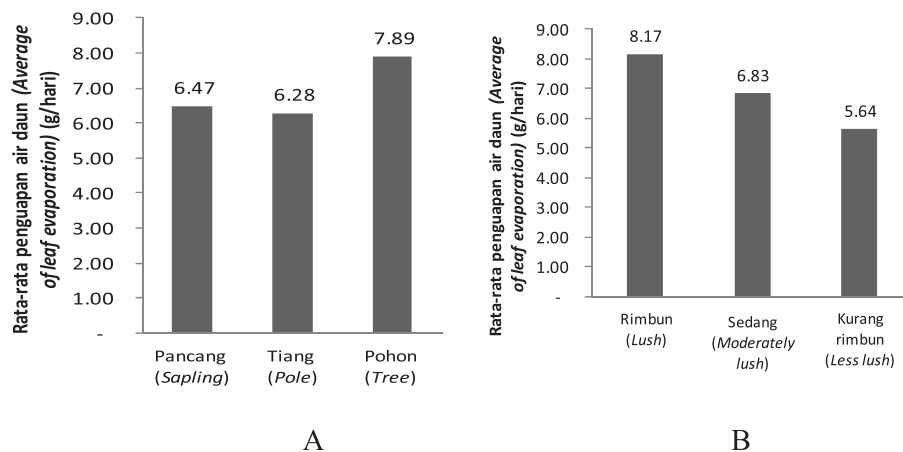 Rata-rata penguapan air daun (Average
of leaf evaporation) (g/hari)
9.00
8.00
7.00
6.00
5.00
4.00
3.00
2.00
1.00
-
6.47
6.28
7.89
Pancang
(Sapling)
Tiang
(Pole)
Pohon
(Tree)
A
Rata-rata penguapan air daun (Average
of leaf evaporation) (g/hari)
9.00
8.00
7.00
6.00
5.00
4.00
3.00
2.00
1.00
-
8.17
6.83
5.64
Rimbun
(Lush)
Sedang
(Moderately
lush)
Kurang
rimbun
(Less lush)
B